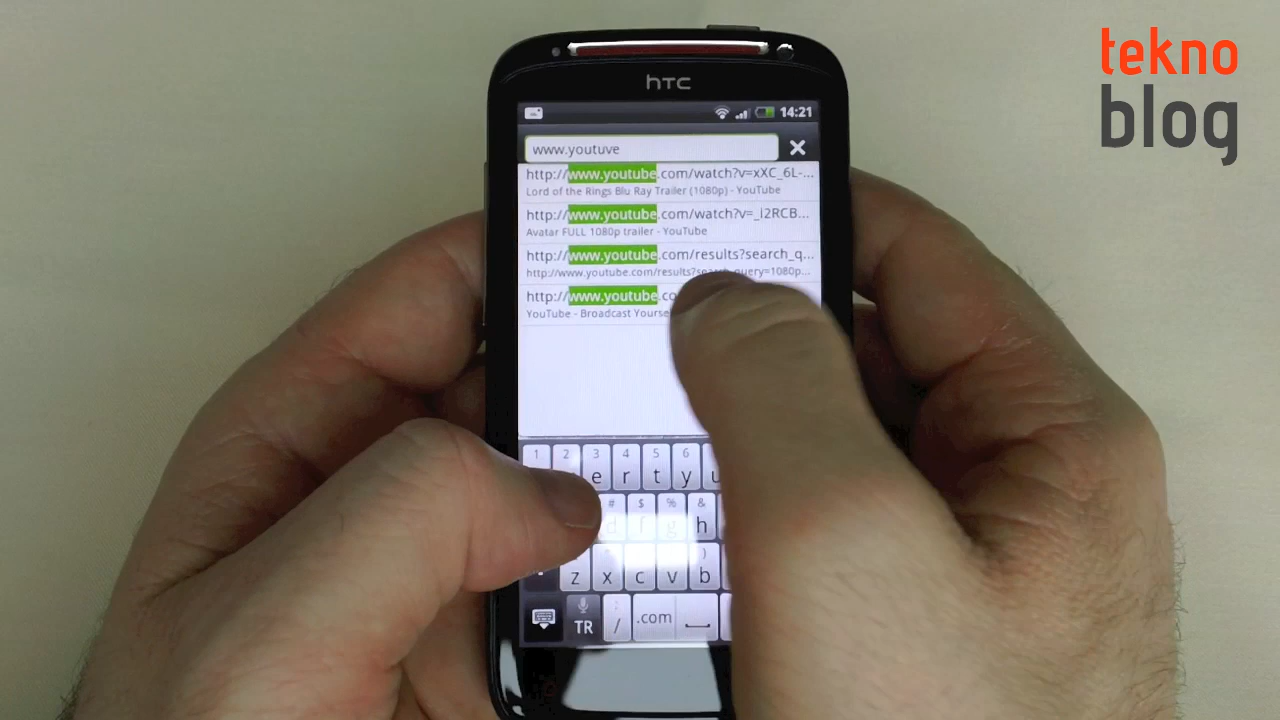 tekno
blog
htc
14:21
www.youtuve
http://www.youtube.com/watch?v=xXC_6L-...
Lord of the Rings Blu Ray Trailer (1080p) - YouTube
http://www.youtube.com/watch?v=_i2RCB...
Avatar FULL 1080p trailer - YouTube
http://www.youtube.com/results?search_q...
http://www.youtube.com/results?search_query=1080p...
http://www.youtube.co
YouTube - Broadcast Yourse
1 2 3 4 5 6
e r t y u
# $ % &
d f g h
)
z x c v b
TR / : .com